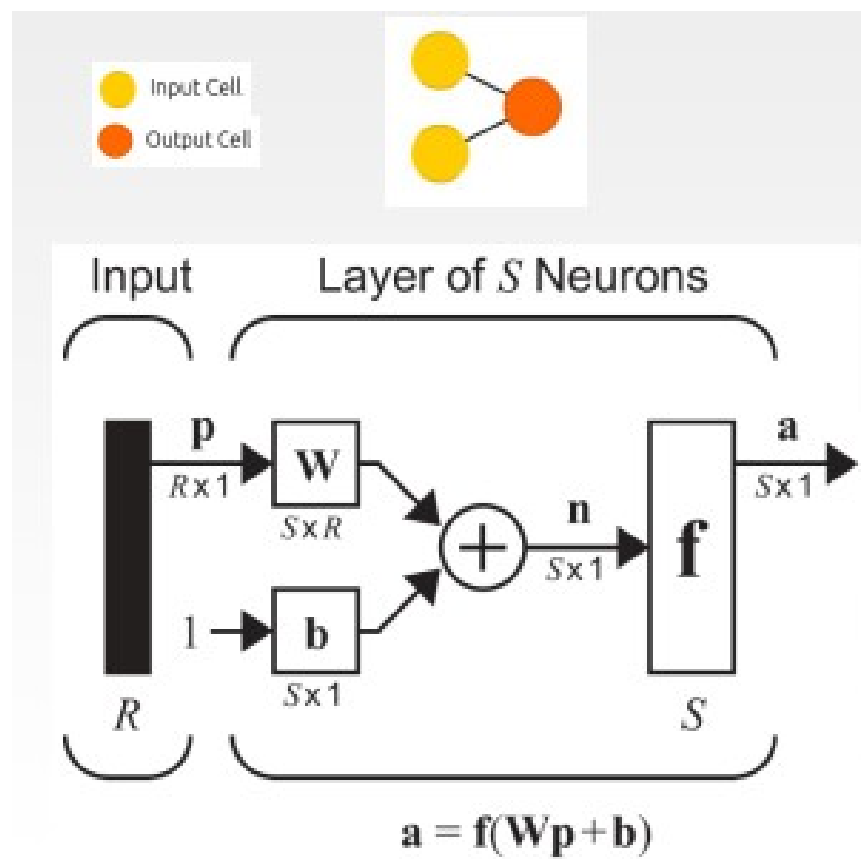 Input Cell
Output Cell
Input Layer of S Neurons
p a
W
R x 1 S x 1
S x R n
+ f
S x 1
1 b
S x 1
R S
a = f(Wp + b)